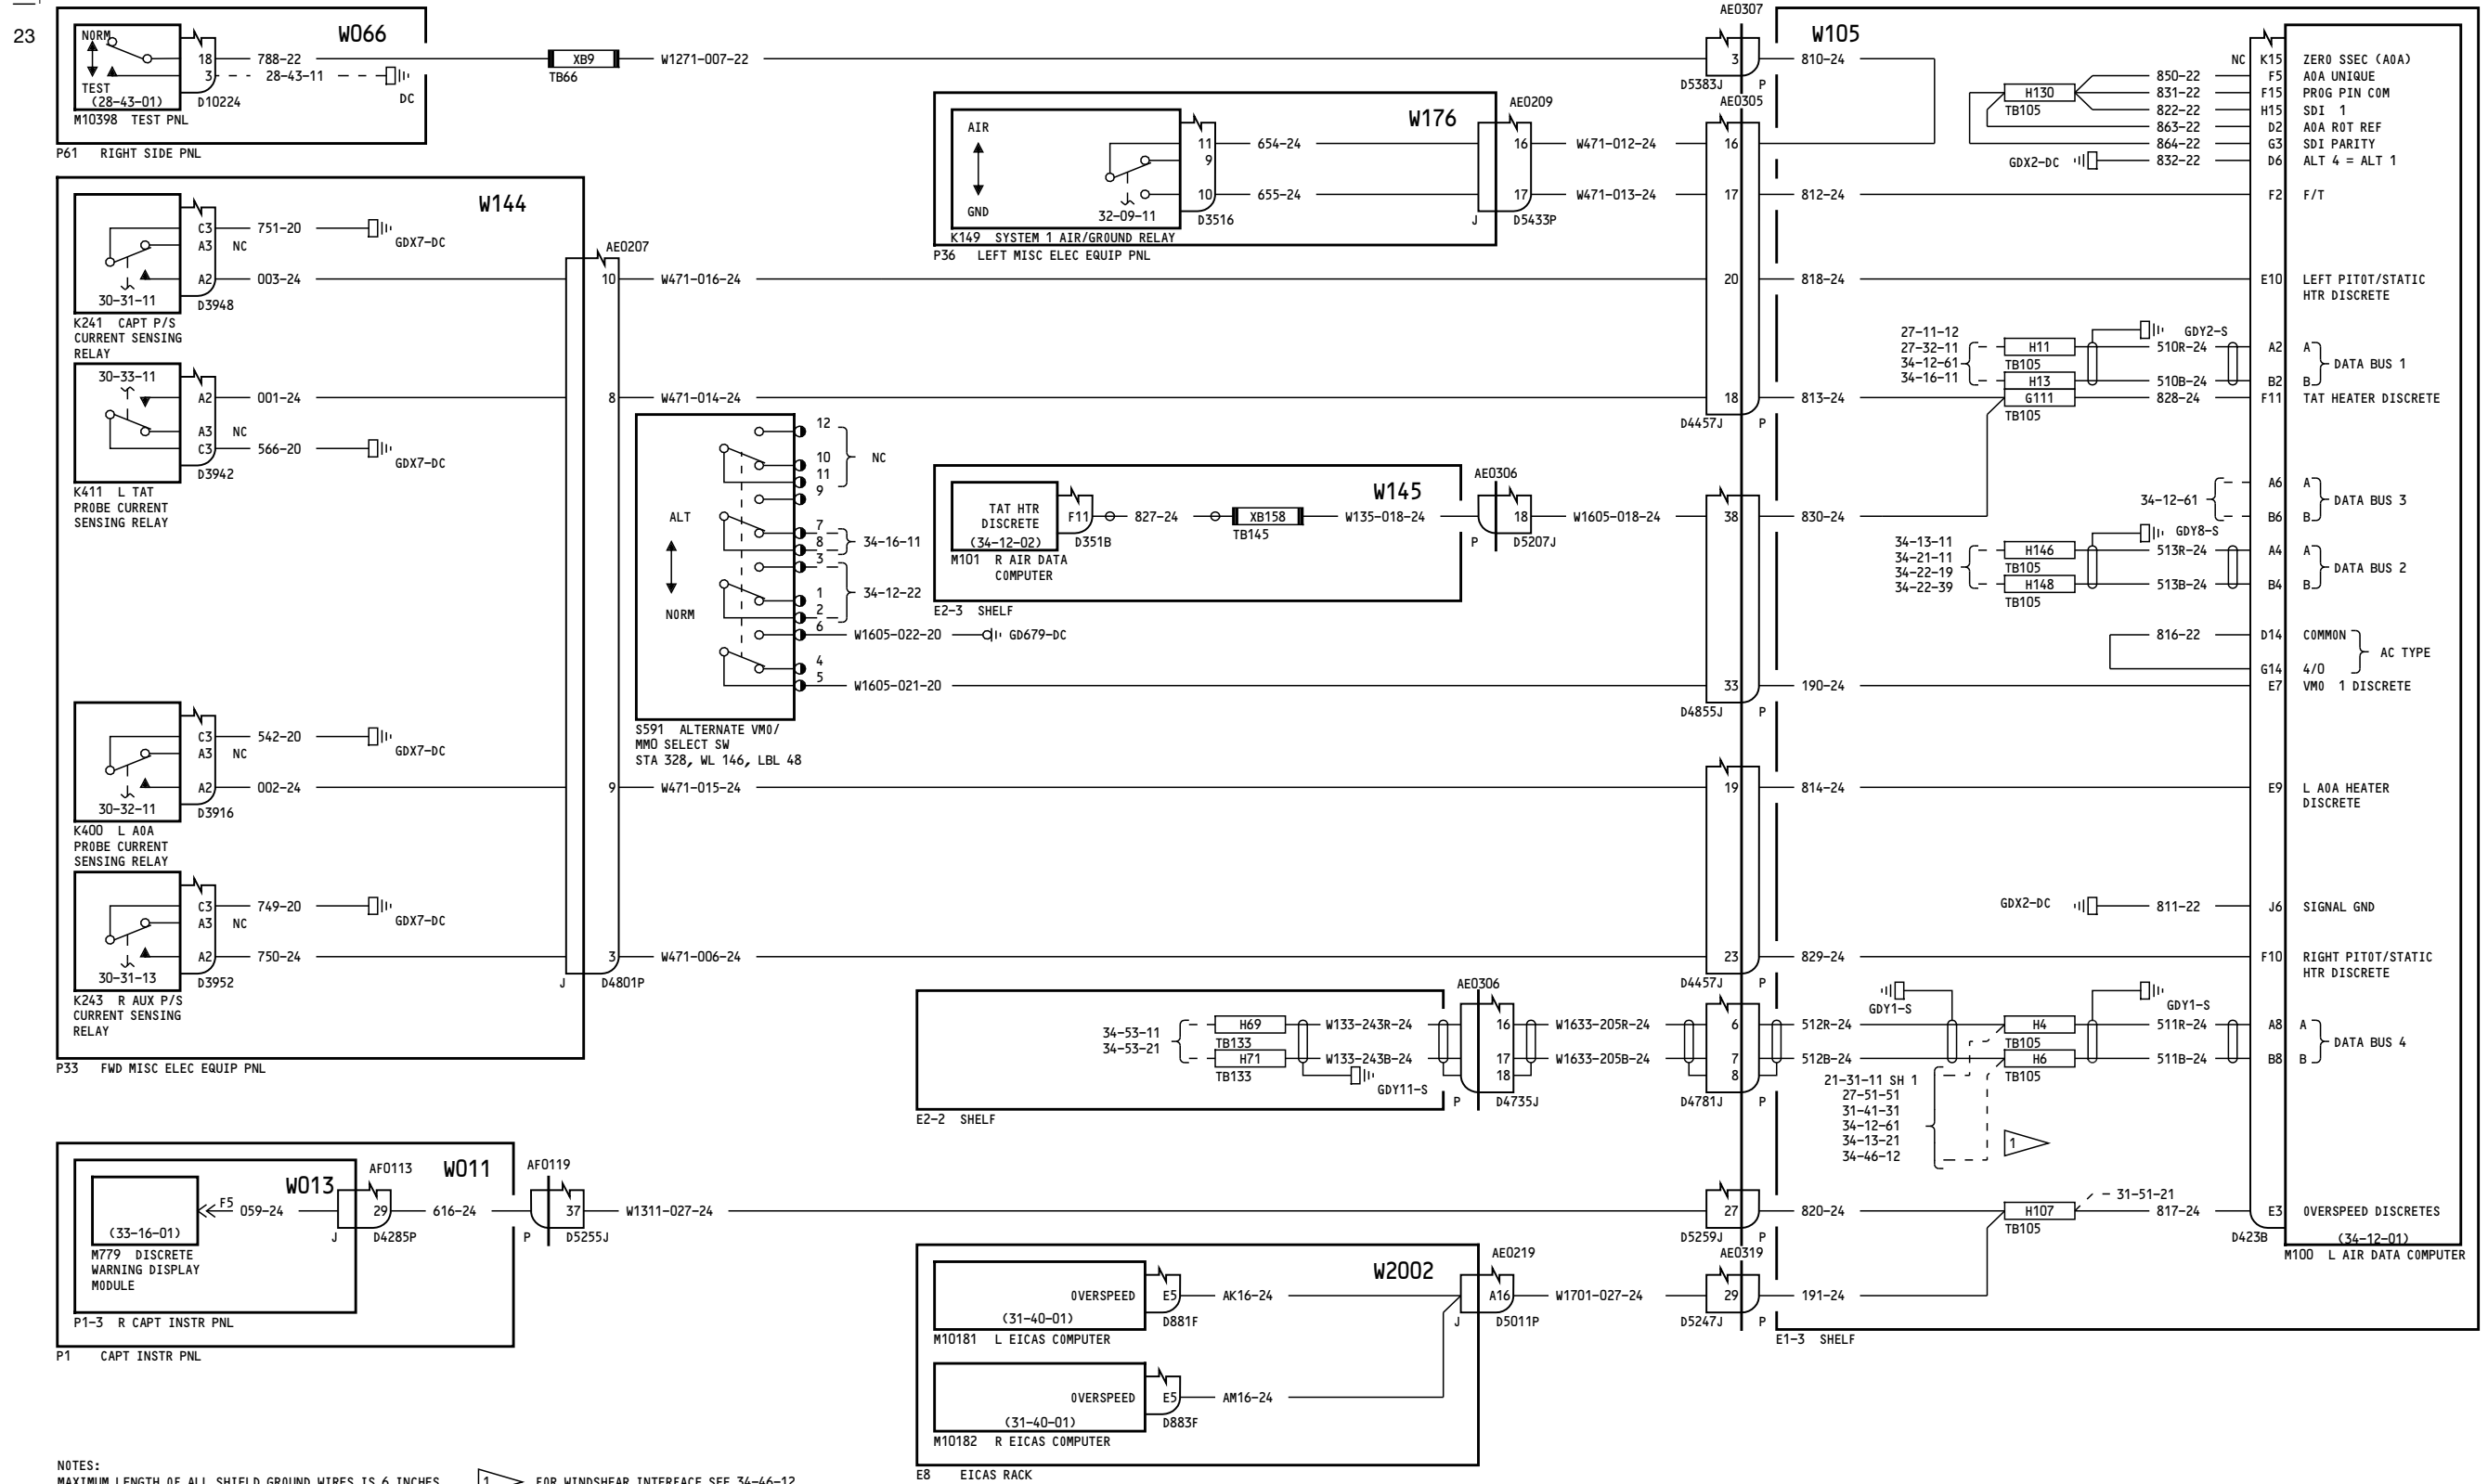 23
W066
NORM
TEST
(28-43-01)
M10398 TEST PNL
18
3
D10224
788-22
28-43-11
DC
P61 RIGHT SIDE PNL
XB9
TB66
W1271-007-22
AE0307
3
D5383J P
W105
810-24
W144
C3
A3
A2
751-20
NC
003-24
GDX7-DC
30-31-11
D3948
K241 CAPT P/S
CURRENT SENSING
RELAY
30-33-11
A2
A3
C3
001-24
NC
566-20
GDX7-DC
D3942
K411 L TAT
PROBE CURRENT
SENSING RELAY
C3
A3
A2
542-20
NC
002-24
GDX7-DC
30-32-11
D3916
K400 L AOA
PROBE CURRENT
SENSING RELAY
C3
A3
A2
749-20
NC
750-24
GDX7-DC
30-31-13
D3952
K243 R AUX P/S
CURRENT SENSING
RELAY
P33 FWD MISC ELEC EQUIP PNL
AE0207
10
8
9
3
J D4801P
W471-016-24
W471-014-24
W471-015-24
W471-006-24
W176
AIR
GND
11
9
10
32-09-11
D3516
654-24
655-24
K149 SYSTEM 1 AIR/GROUND RELAY
P36 LEFT MISC ELEC EQUIP PNL
AE0209
16
17
J D5433P
W471-012-24
W471-013-24
AE0305
16
17
20
18
D4457J P
812-24
818-24
813-24
ALT
NORM
12
10
11
9
7
8
3
1
2
6
4
5
NC
34-16-11
34-12-22
W1605-022-20
GD679-DC
W1605-021-20
S591 ALTERNATE VMO/
MMO SELECT SW
STA 328, WL 146, LBL 48
W145
TAT HTR
DISCRETE
(34-12-02)
F11
D351B
827-24
XB158
TB145
W135-018-24
M101 R AIR DATA
COMPUTER
E2-3 SHELF
AE0306
18
P D5207J
W1605-018-24
38
33
D4855J P
830-24
190-24
19
23
D4457J P
814-24
829-24
34-53-11
34-53-21
H69
TB133
H71
TB133
W133-243R-24
W133-243B-24
GDY11-S
E2-2 SHELF
AE0306
16
17
18
P D4735J
W1633-205R-24
W1633-205B-24
6
7
8
D4781J P
512R-24
512B-24
GDY1-S
H4
TB105
H6
TB105
GDY1-S
511R-24
511B-24
21-31-11 SH 1
27-51-51
31-41-31
34-12-61
34-13-21
34-46-12
1
W013
W011
(33-16-01)
F5
059-24
M779 DISCRETE
WARNING DISPLAY
MODULE
P1-3 R CAPT INSTR PNL
P1 CAPT INSTR PNL
AF0113
29
J D4285P
616-24
AF0119
37
P D5255J
W1311-027-24
27
D5259J P
820-24
H107
TB105
31-51-21
817-24
W2002
OVERSPEED
E5
(31-40-01)
D881F
AK16-24
M10181 L EICAS COMPUTER
OVERSPEED
E5
(31-40-01)
D883F
AM16-24
M10182 R EICAS COMPUTER
E8 EICAS RACK
AE0219
A16
J D5011P
W1701-027-24
AE0319
29
D5247J P
191-24
E1-3 SHELF
H130
TB105
850-22
831-22
822-22
863-22
864-22
GDX2-DC
832-22
NC K15 ZERO SSEC (AOA)
F5 AOA UNIQUE
F15 PROG PIN COM
H15 SDI 1
D2 AOA ROT REF
G3 SDI PARITY
D6 ALT 4 = ALT 1
F2 F/T
E10 LEFT PITOT/STATIC
HTR DISCRETE
27-11-12
27-32-11
34-12-61
34-16-11
H11
TB105
H13
G111
TB105
GDY2-S
510R-24
510B-24
828-24
A2 A
DATA BUS 1
B2 B
F11 TAT HEATER DISCRETE
34-12-61
A6 A
DATA BUS 3
B6 B
34-13-11
34-21-11
34-22-19
34-22-39
H146
TB105
H148
TB105
GDY8-S
513R-24
513B-24
A4 A
DATA BUS 2
B4 B
816-22
D14 COMMON
AC TYPE
G14 4/0
E7 VMO 1 DISCRETE
E9 L AOA HEATER
DISCRETE
GDX2-DC
811-22
J6 SIGNAL GND
F10 RIGHT PITOT/STATIC
HTR DISCRETE
A8 A
DATA BUS 4
B8 B
E3 OVERSPEED DISCRETES
D423B
(34-12-01)
M100 L AIR DATA COMPUTER
NOTES:
MAXIMUM LENGTH OF ALL SHIELD GROUND WIRES IS 6 INCHES
1 FOR WINDSHEAR INTERFACE SEE 34-46-12